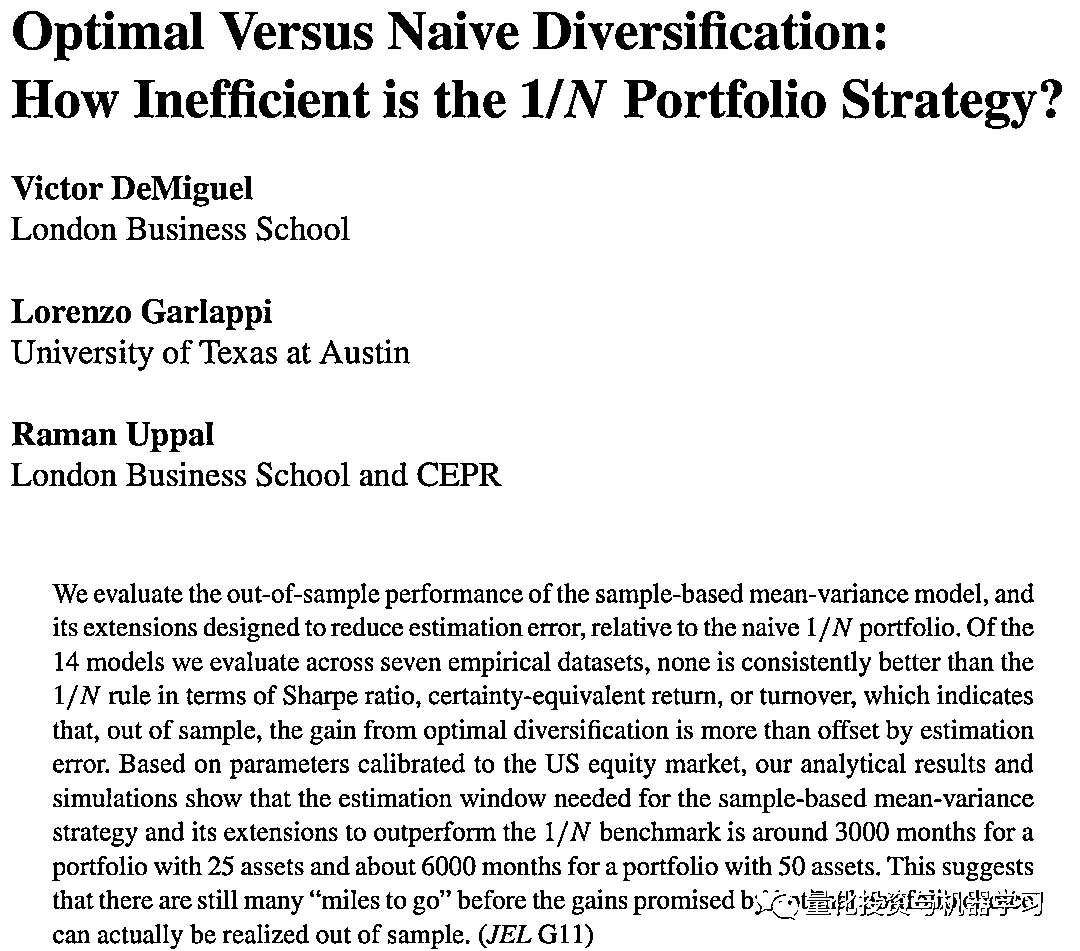 Optimal Versus Naive Diversification:
How Inefficient is the 1/N Portfolio Strategy?
Victor DeMiguel
London Business School
Lorenzo Garlappi
University of Texas at Austin
Raman Uppal
London Business School and CEPR
We evaluate the out-of-sample performance of the sample-based mean-variance model, and
its extensions designed to reduce estimation error, relative to the naive 1/N portfolio. Of the
14 models we evaluate across seven empirical datasets, none is consistently better than the
1/N rule in terms of Sharpe ratio, certainty-equivalent return, or turnover, which indicates
that, out of sample, the gain from optimal diversification is more than offset by estimation
error. Based on parameters calibrated to the US equity market, our analytical results and
simulations show that the estimation window needed for the sample-based mean-variance
strategy and its extensions to outperform the 1/N benchmark is around 3000 months for a
portfolio with 25 assets and about 6000 months for a portfolio with 50 assets. This suggests
that there are still many “miles to go” before the gains promised
量化投资与机器学习
can actually be realized out of sample. (JEL G11)